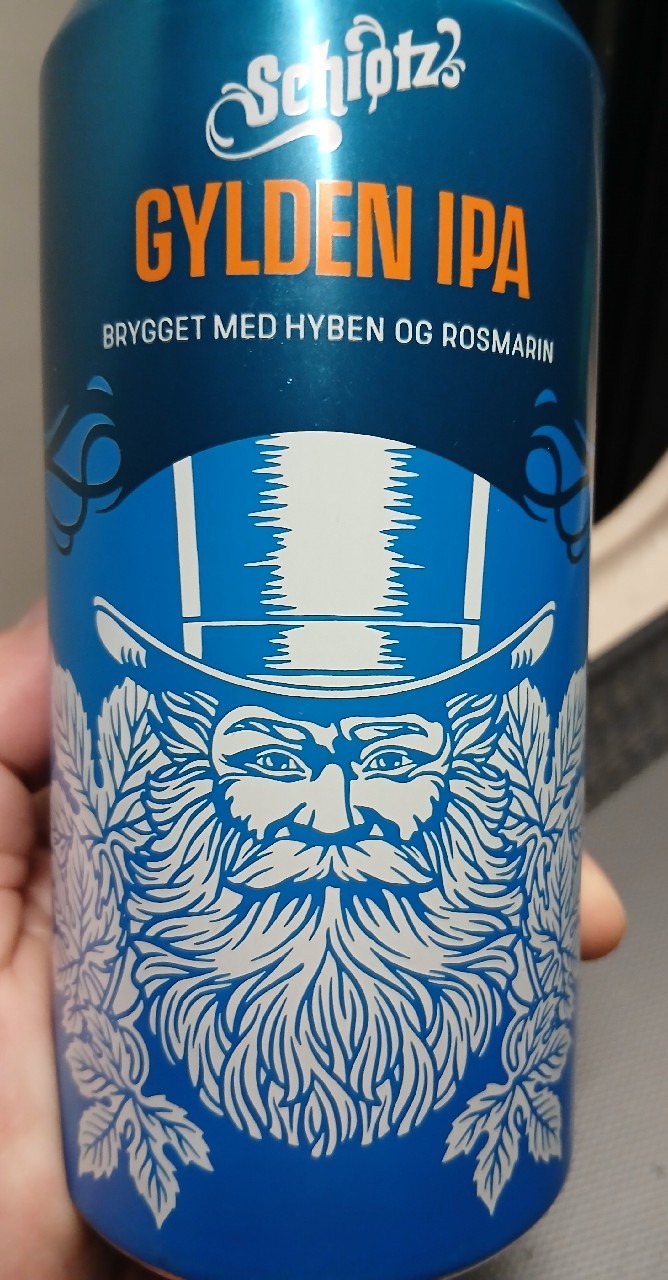 Schiøtz
GYLDEN IPA
BRYGGET MED HYBEN OG ROSMARIN